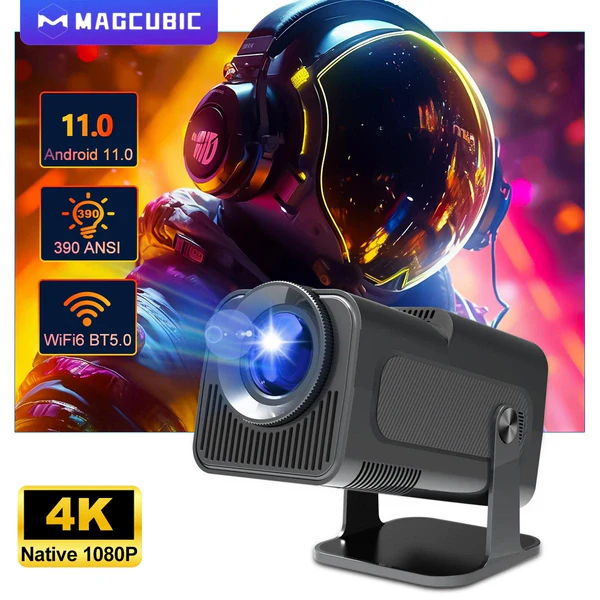 MAGCUBIC
11.0
Android 11.0
390
390 ANSI
WiFi6 BT5.0
4K
Native 1080P